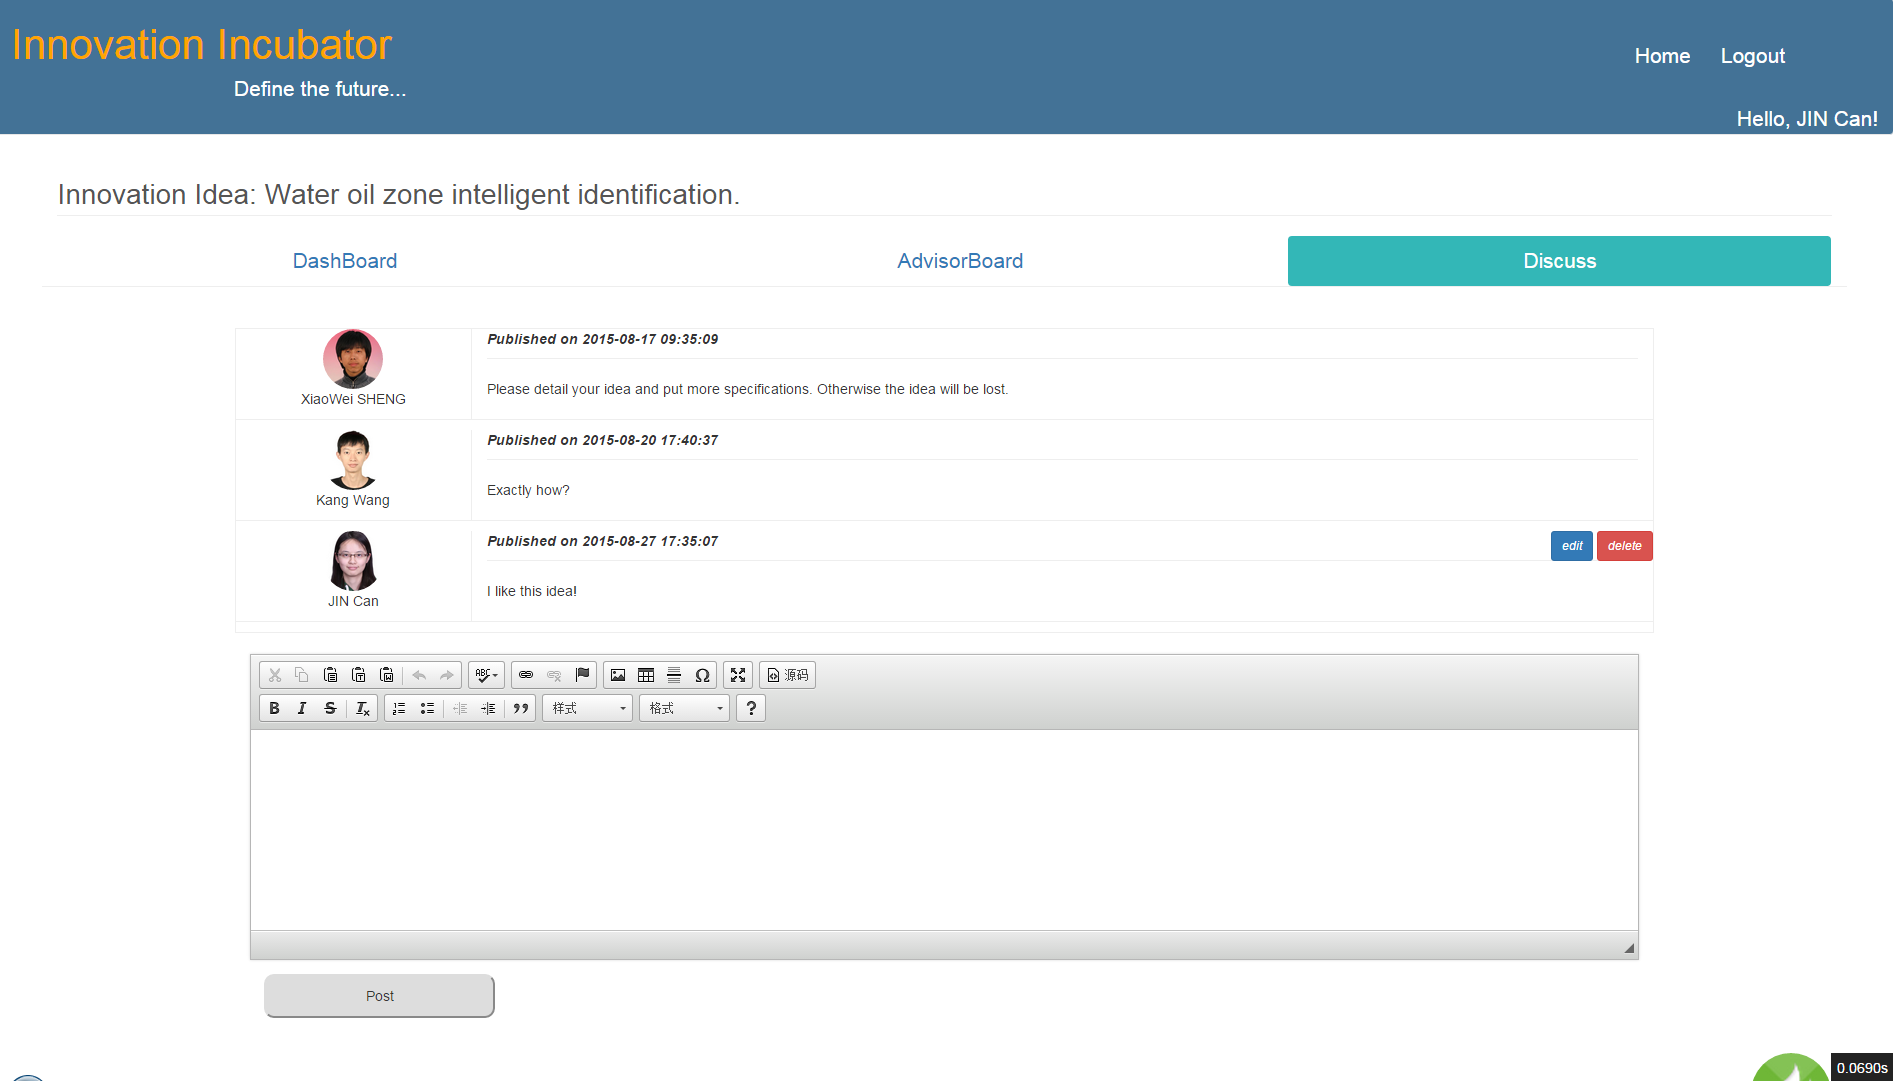 Innovation Incubator
Define the future...
Home Logout
Hello, JIN Can!
Innovation Idea: Water oil zone intelligent identification.
DashBoard AdvisorBoard Discuss
Published on 2015-08-17 09:35:09
Please detail your idea and put more specifications. Otherwise the idea will be lost.
XiaoWei SHENG
Published on 2015-08-20 17:40:37
Exactly how?
Kang Wang
Published on 2015-08-27 17:35:07
edit delete
I like this idea!
JIN Can
ABC Ω 源码
B I S Tx 样式 格式 ?
Post
0.0690s